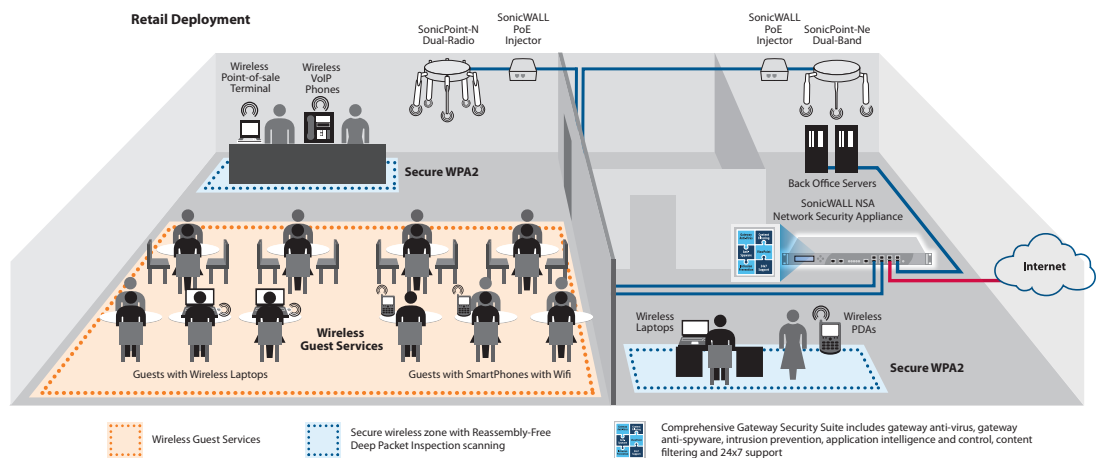 Retail Deployment
SonicPoint-N
Dual-Radio
SonicWALL
PoE
Injector
SonicWALL
PoE
Injector
SonicPoint-Ne
Dual-Band
Wireless
Point-of-sale
Terminal
Wireless
VoIP
Phones
Secure WPA2
Back Office Servers
SonicWALL NSA
Network Security Appliance
Internet
Wireless
Guest Services
Guests with Wireless Laptops
Guests with SmartPhones with Wifi
Wireless
Laptops
Wireless
PDAs
Secure WPA2
Wireless Guest Services
Secure wireless zone with Reassembly-Free
Deep Packet Inspection scanning
Comprehensive Gateway Security Suite includes gateway anti-virus, gateway
anti-spyware, intrusion prevention, application intelligence and control, content
filtering and 24x7 support